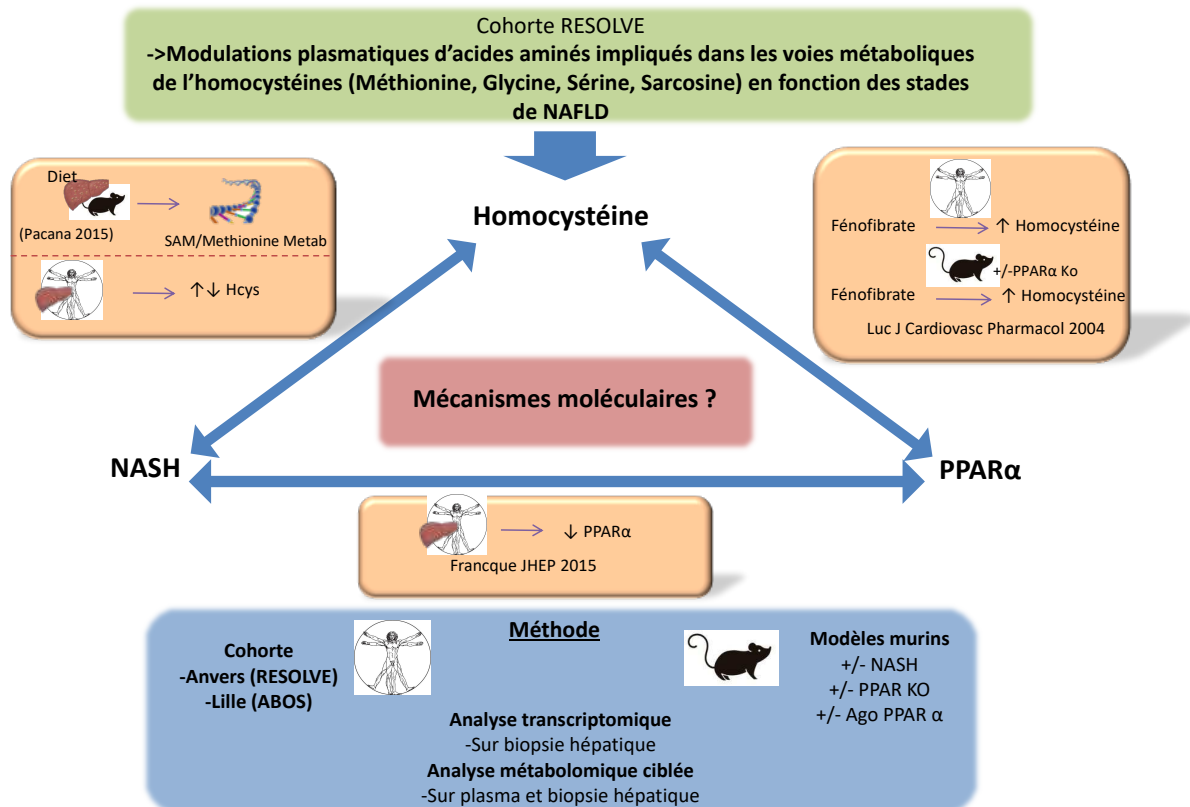 Cohorte RESOLVE
->Modulations plasmatiques d'acides aminés impliqués dans les voies métaboliques
de l'homocystéines (Méthionine, Glycine, Sérine, Sarcosine) en fonction des stades
de NAFLD
Diet
(Pacana 2015)
SAM/Methionine Metab
↑↓ Hcys
Homocystéine
Fénofibrate
↑ Homocystéine
+/-PPARα Ko
Fénofibrate
↑ Homocystéine
Luc J Cardiovasc Pharmacol 2004
Mécanismes moléculaires ?
NASH
PPARα
↓ PPARα
Francque JHEP 2015
Méthode
Cohorte
-Anvers (RESOLVE)
-Lille (ABOS)
Modèles murins
+/- NASH
+/- PPAR KO
+/- Ago PPAR α
Analyse transcriptomique
-Sur biopsie hépatique
Analyse métabolomique ciblée
-Sur plasma et biopsie hépatique